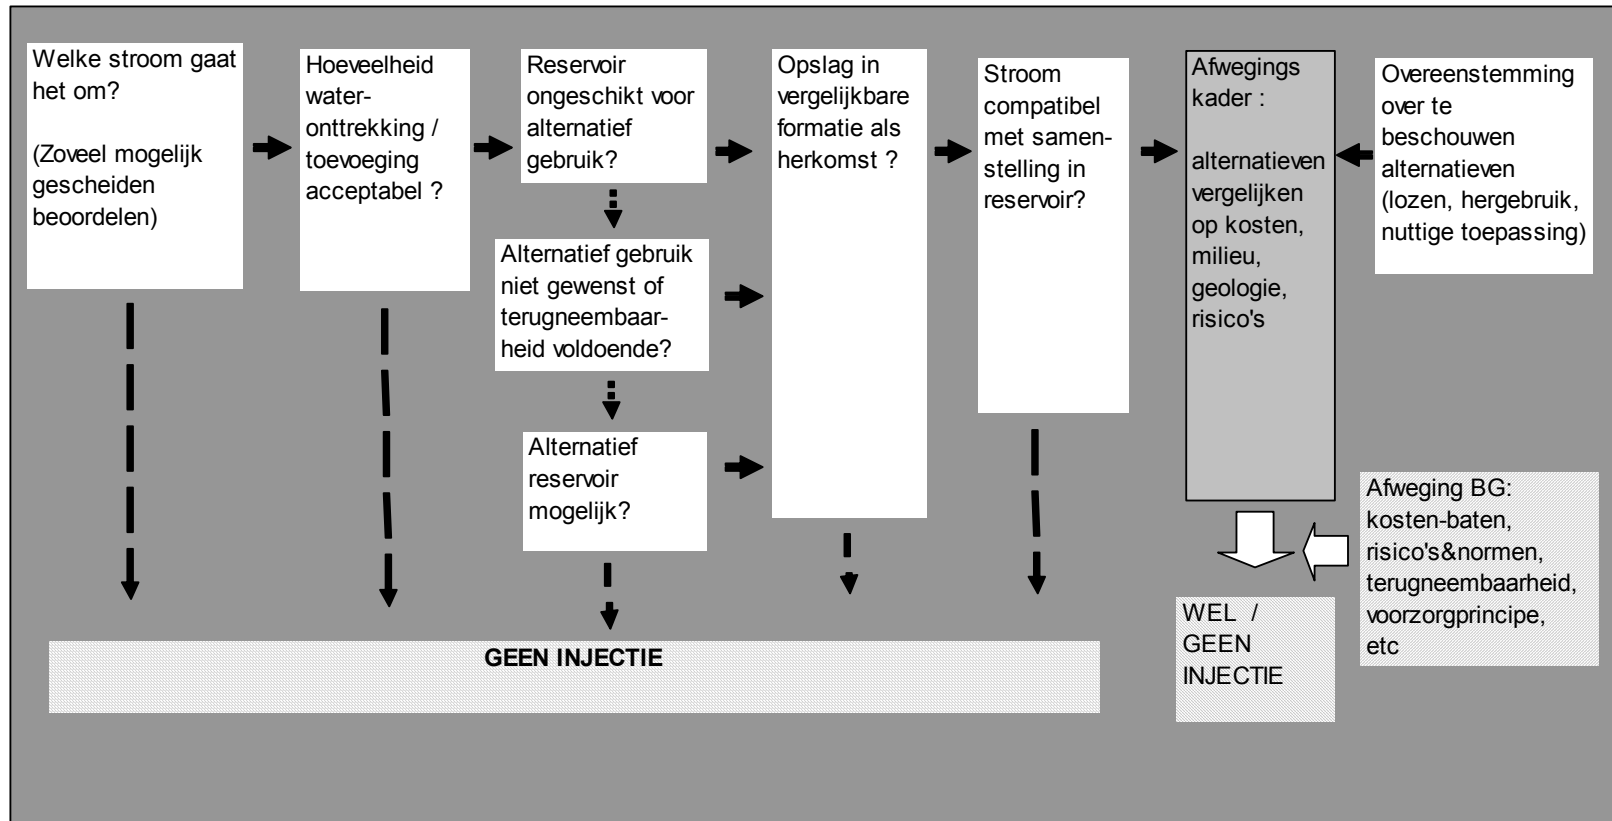 Welke stroom gaat
het om?
(Zoveel mogelijk
gescheiden
beoordelen)
Hoeveelheid
water-
onttrekking /
toevoeging
acceptabel ?
Reservoir
ongeschikt voor
alternatief
gebruik?
Alternatief gebruik
niet gewenst of
terugneembaar-
heid voldoende?
Alternatief
reservoir
mogelijk?
Opslag in
vergelijkbare
formatie als
herkomst ?
Stroom
compatibel
met samen-
stelling in
reservoir?
Afwegings
kader :
alternatieven
vergelijken
op kosten,
milieu,
geologie,
risico's
Overeenstemming
over te
beschouwen
alternatieven
(lozen, hergebruik,
nuttige toepassing)
Afweging BG:
kosten-baten,
risico's&normen,
terugneembaarheid,
voorzorgprincipe,
etc
GEEN INJECTIE
WEL /
GEEN
INJECTIE